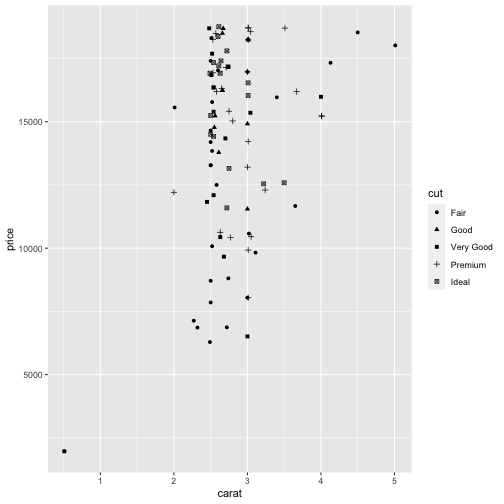 15000
10000
5000
price
1 2 3 4 5
carat
cut
Fair
Good
Very Good
Premium
Ideal